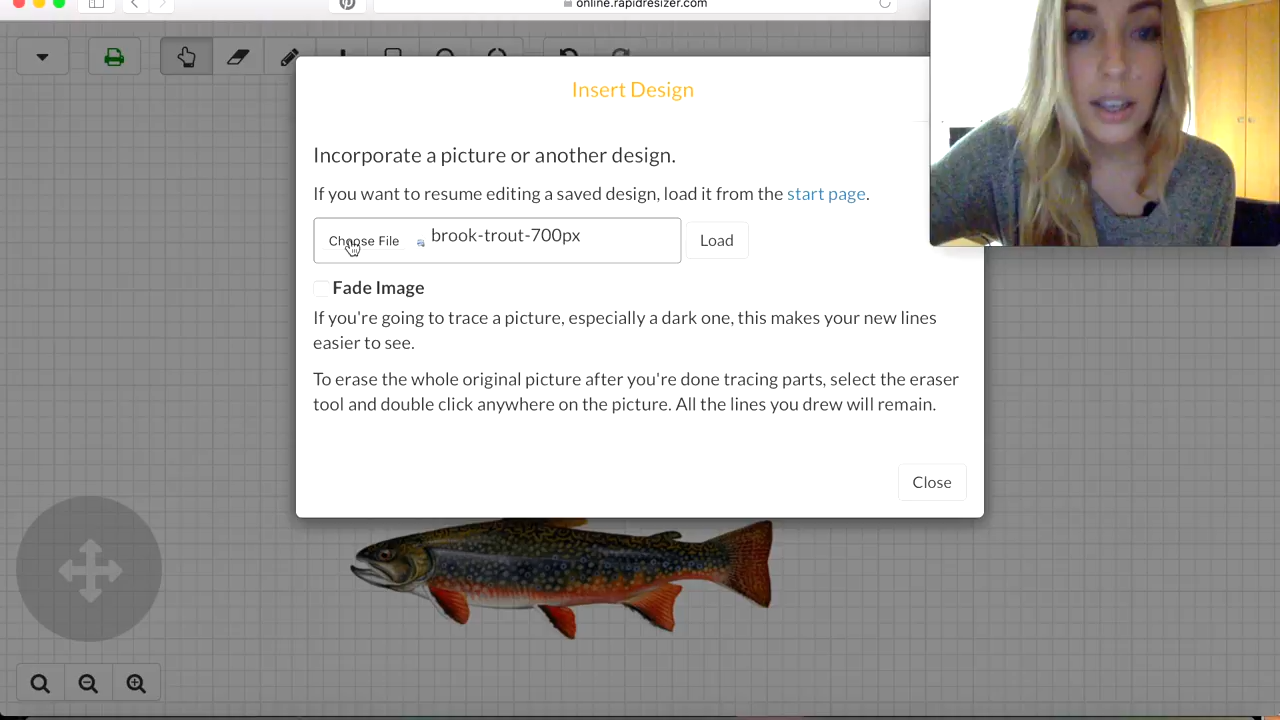 online.rapidresizer.com
Insert Design
Incorporate a picture or another design.
If you want to resume editing a saved design, load it from the start page.
Choose File brook-trout-700px Load
Fade Image
If you're going to trace a picture, especially a dark one, this makes your new lines
easier to see.
To erase the whole original picture after you're done tracing parts, select the eraser
tool and double click anywhere on the picture. All the lines you drew will remain.
Close